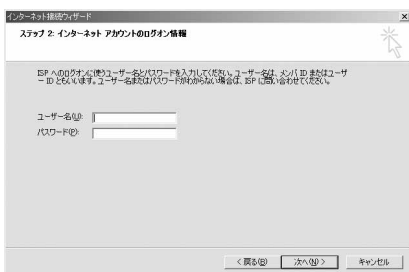 インターネット接続ウィザード
ステップ 2: インターネット アカウントのログオン情報
ISP へのログオンに使うユーザー名とパスワードを入力してください。ユーザー名は、メンバ ID またはユーザ
ー ID ともいいます。ユーザー名またはパスワードがわからない場合は、ISP に問い合わせてください。
ユーザー名(U):
パスワード(P):
< 戻る(B)
次へ(N) >
キャンセル